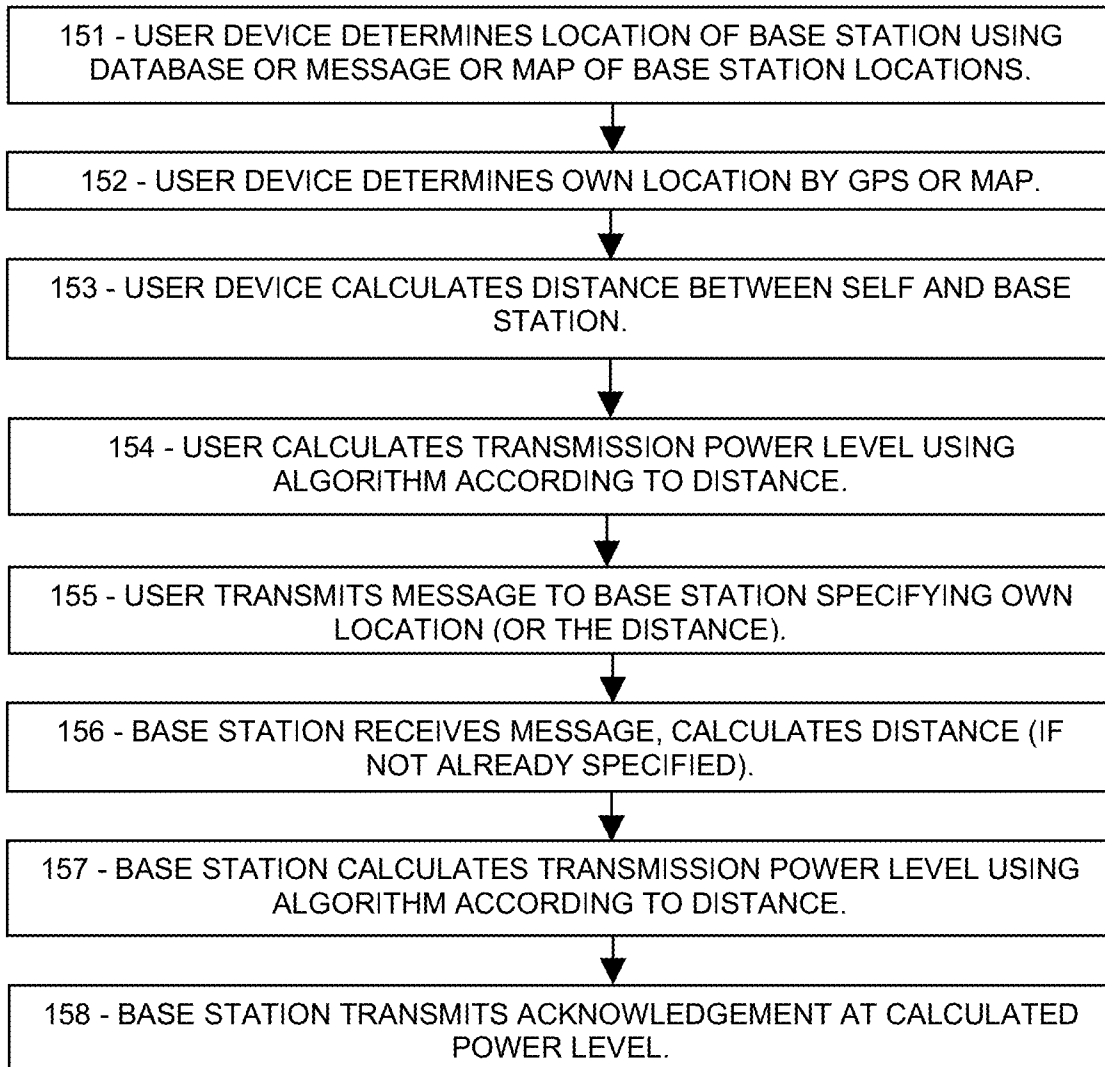 151 - USER DEVICE DETERMINES LOCATION OF BASE STATION USING
DATABASE OR MESSAGE OR MAP OF BASE STATION LOCATIONS.
152 - USER DEVICE DETERMINES OWN LOCATION BY GPS OR MAP.
153 - USER DEVICE CALCULATES DISTANCE BETWEEN SELF AND BASE
STATION.
154 - USER CALCULATES TRANSMISSION POWER LEVEL USING
ALGORITHM ACCORDING TO DISTANCE.
155 - USER TRANSMITS MESSAGE TO BASE STATION SPECIFYING OWN
LOCATION (OR THE DISTANCE).
156 - BASE STATION RECEIVES MESSAGE, CALCULATES DISTANCE (IF
NOT ALREADY SPECIFIED).
157 - BASE STATION CALCULATES TRANSMISSION POWER LEVEL USING
ALGORITHM ACCORDING TO DISTANCE.
158 - BASE STATION TRANSMITS ACKNOWLEDGEMENT AT CALCULATED
POWER LEVEL.